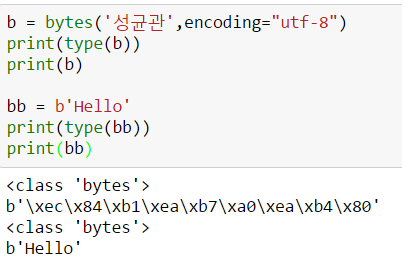 b = bytes('성균관',encoding="utf-8")
print(type(b))
print(b)
bb = b'Hello'
print(type(bb))
print(bb)
<class 'bytes'>
b'\xec\x84\xb1\xea\xb7\xa0\xea\xb4\x80'
<class 'bytes'>
b'Hello'